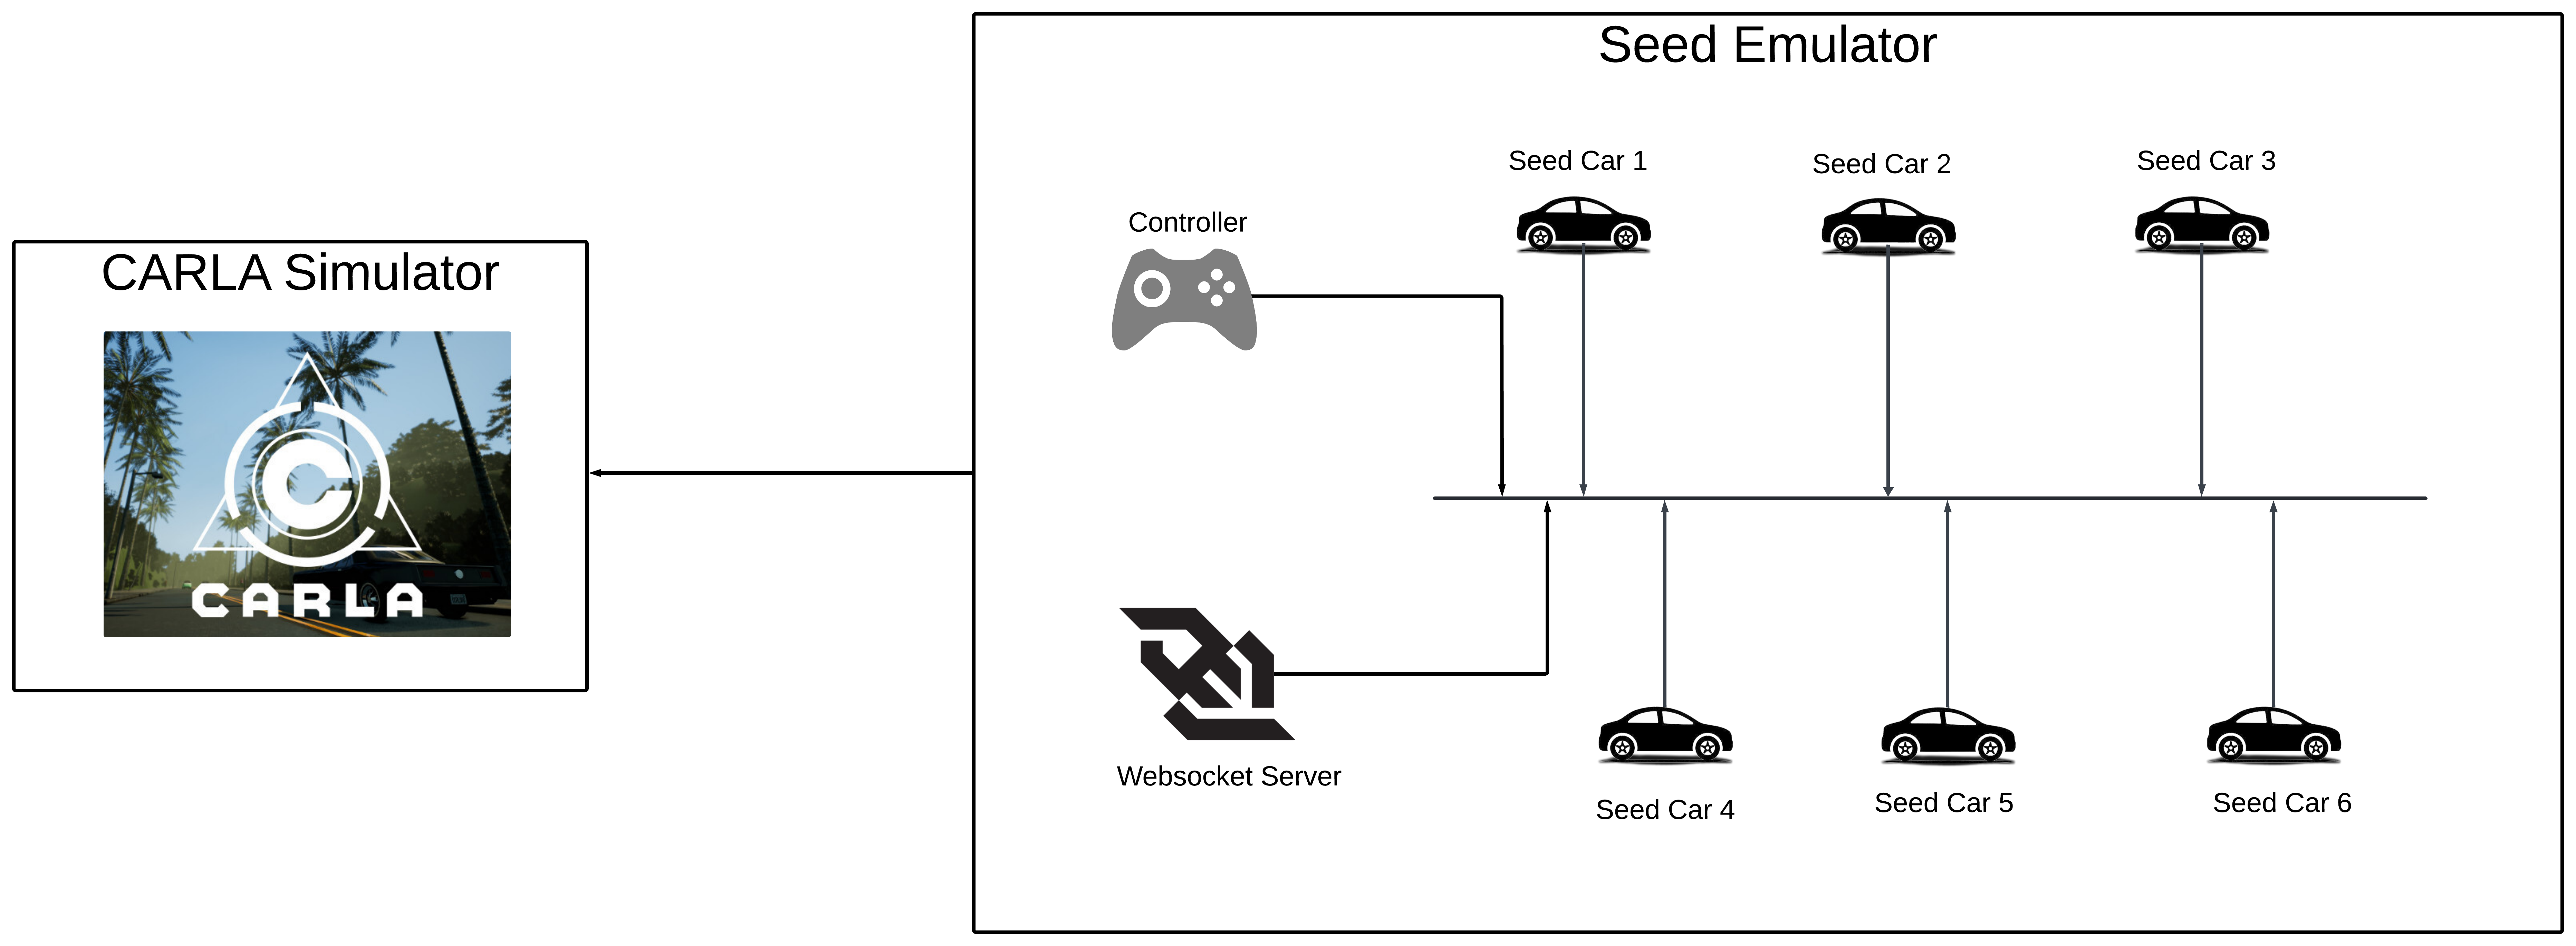 Seed Emulator
Seed Car 1
Seed Car 2
Seed Car 3
Controller
CARLA Simulator
CARLA
Websocket Server
Seed Car 4
Seed Car 5
Seed Car 6